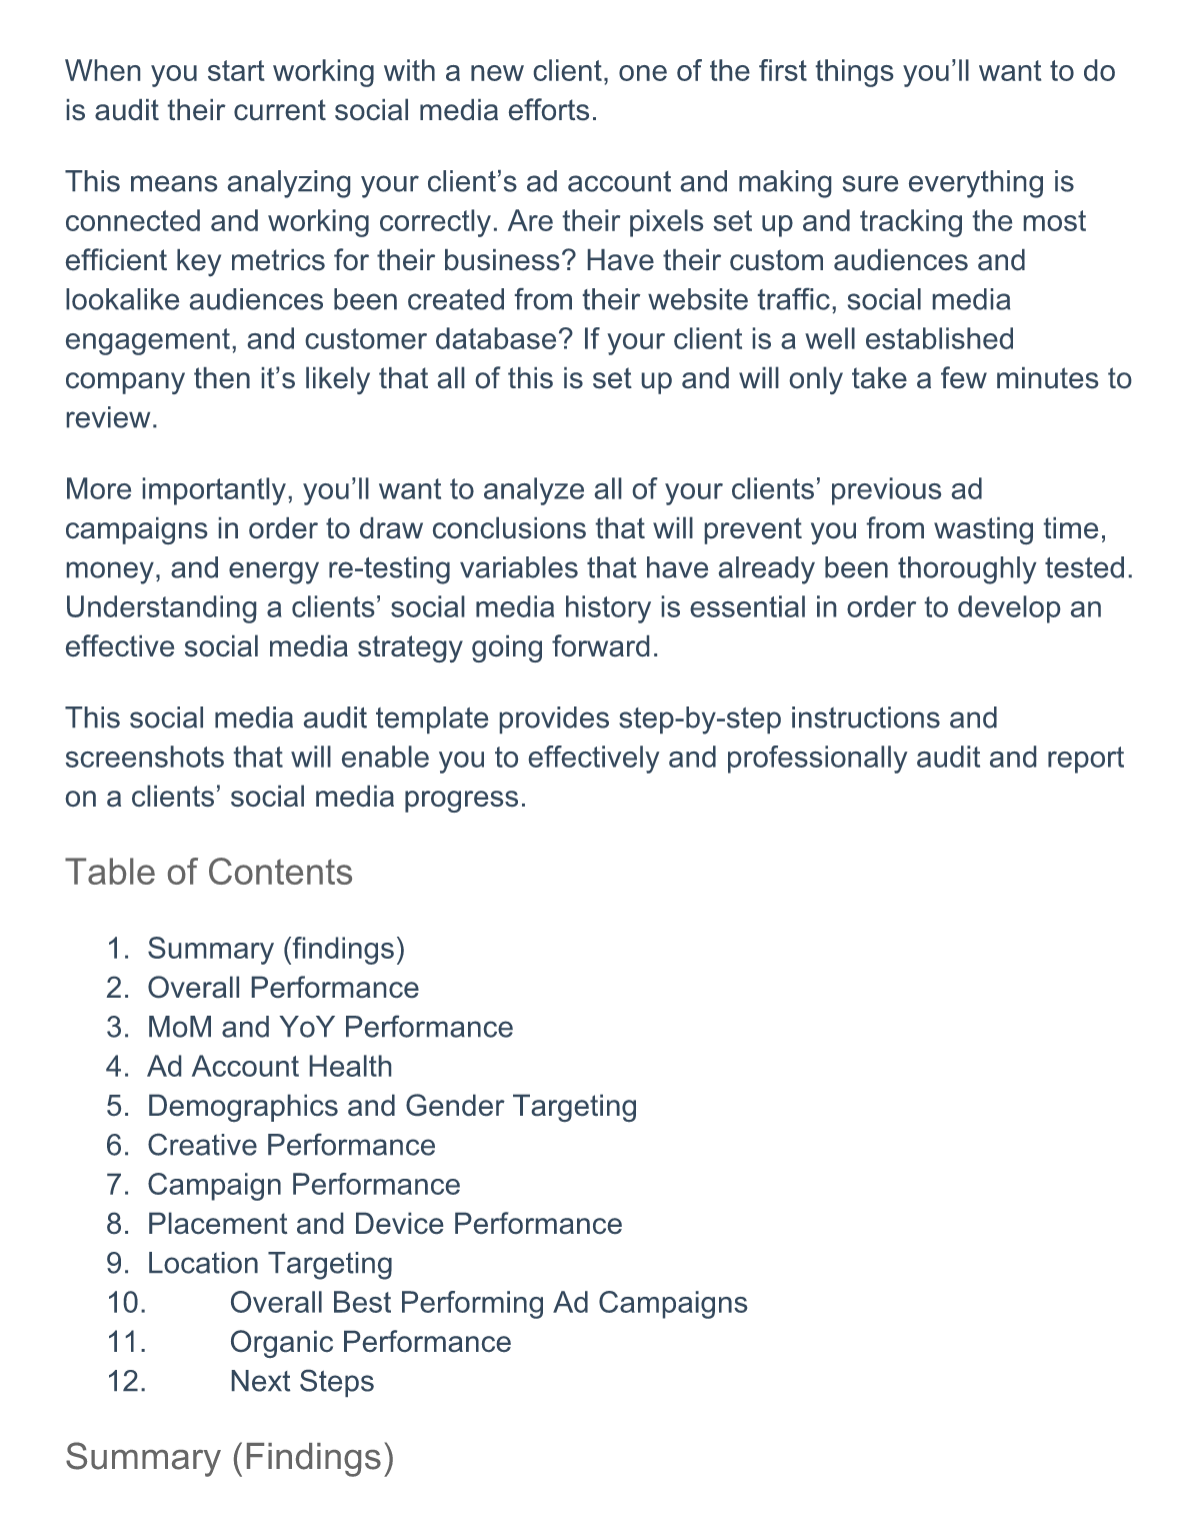 When you start working with a new client, one of the first things you’ll want to do
is audit their current social media efforts.
This means analyzing your client’s ad account and making sure everything is
connected and working correctly. Are their pixels set up and tracking the most
efficient key metrics for their business? Have their custom audiences and
lookalike audiences been created from their website traffic, social media
engagement, and customer database? If your client is a well established
company then it’s likely that all of this is set up and will only take a few minutes to
review.
More importantly, you’ll want to analyze all of your clients’ previous ad
campaigns in order to draw conclusions that will prevent you from wasting time,
money, and energy re-testing variables that have already been thoroughly tested.
Understanding a clients’ social media history is essential in order to develop an
effective social media strategy going forward.
This social media audit template provides step-by-step instructions and
screenshots that will enable you to effectively and professionally audit and report
on a clients’ social media progress.
Table of Contents
1. Summary (findings)
2. Overall Performance
3. MoM and YoY Performance
4. Ad Account Health
5. Demographics and Gender Targeting
6. Creative Performance
7. Campaign Performance
8. Placement and Device Performance
9. Location Targeting
10. Overall Best Performing Ad Campaigns
11. Organic Performance
12. Next Steps
Summary (Findings)